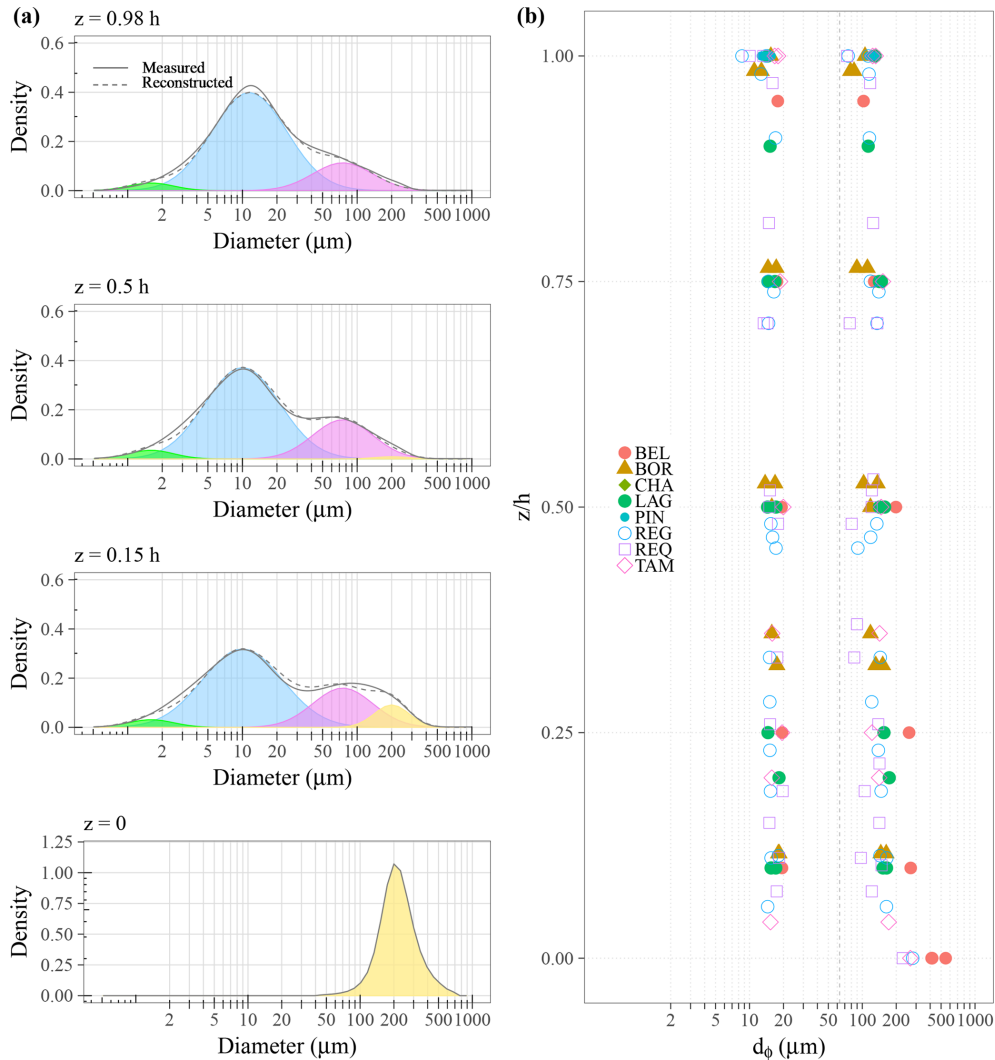 (a)
z = 0.98 h
0.6
0.4
0.2
0.0
Density
Measured
Reconstructed
2 5 10 20 50 100 200 500 1000
Diameter (μm)
z = 0.5 h
0.6
0.4
0.2
0.0
Density
2 5 10 20 50 100 200 500 1000
Diameter (μm)
z = 0.15 h
0.6
0.4
0.2
0.0
Density
2 5 10 20 50 100 200 500 1000
Diameter (μm)
z = 0
1.25
1.00
0.75
0.50
0.25
0.00
Density
2 5 10 20 50 100 200 500 1000
Diameter (μm)
(b)
1.00
0.75
0.50
0.25
0.00
z/h
BEL
BOR
CHA
LAG
PIN
REG
REQ
TAM
2 5 10 20 50 100 200 500 1000
dϕ (μm)